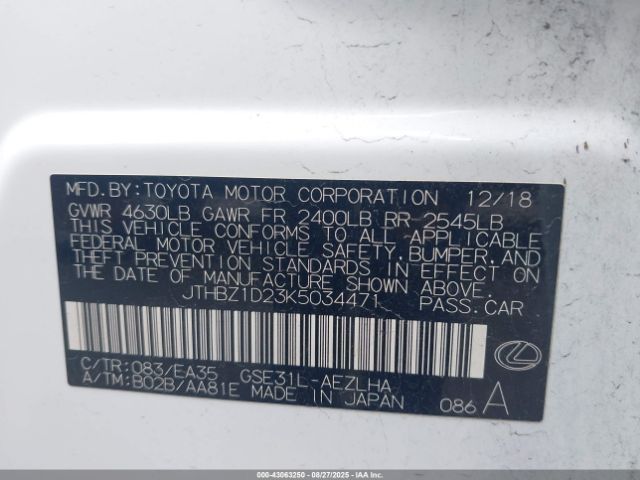 MFD.BY:TOYOTA MOTOR CORPORATION 12/18
GVWR 4630LB GAWR FR 2400LB RR 2545LB
THIS VEHICLE CONFORMS TO ALL APPLICABLE
FEDERAL MOTOR VEHICLE SAFETY,BUMPER,AND
THEFT PREVENTION STANDARDS IN EFFECT ON
THE DATE OF MANUFACTURE SHOWN ABOVE.
JTHBZ1D23K5034471 PASS.CAR
C/TR:083/EA35 GSE31L-AEZLHA
A/TM:B02B/AA81E MADE IN JAPAN 086 A
000-43063250 - 08/27/2025 - IAAI.COM